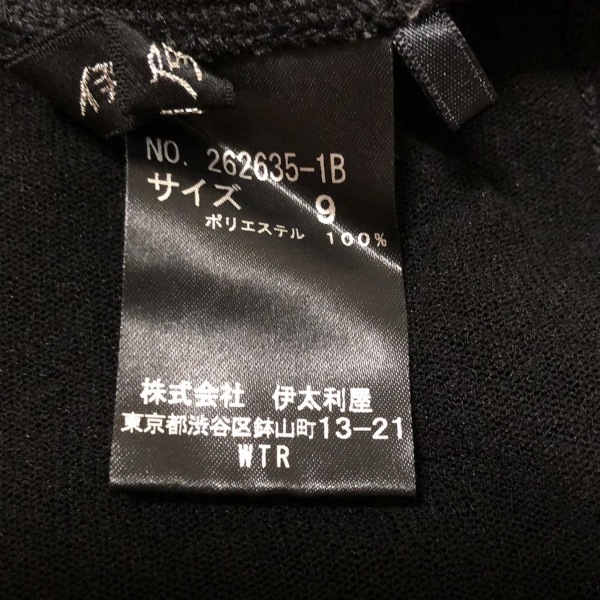 伊
NO. 262635-1B
サイズ 9
ポリエステル 100%
株式会社 伊太利屋
東京都渋谷区鉢山町13-21
WTR